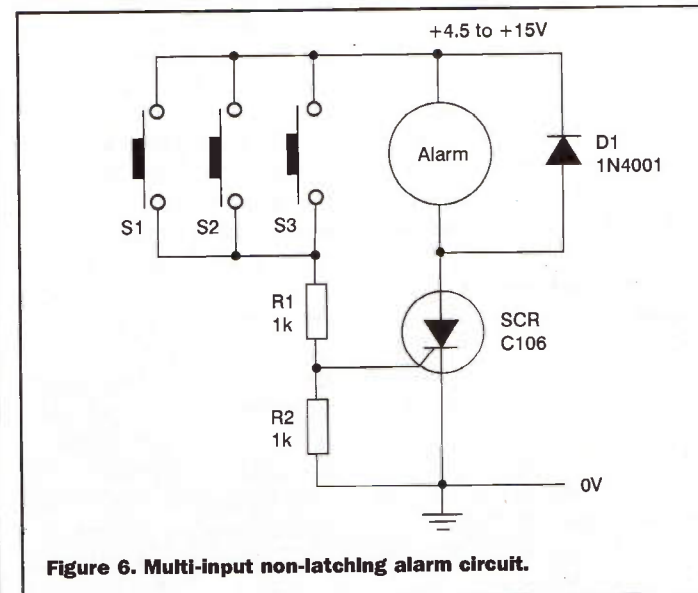 +4.5 to +15V
Alarm
D1
1N4001
S1
S2
S3
R1
1k
SCR
C106
R2
1k
0V
Figure 6. Multi-input non-latching alarm circuit.